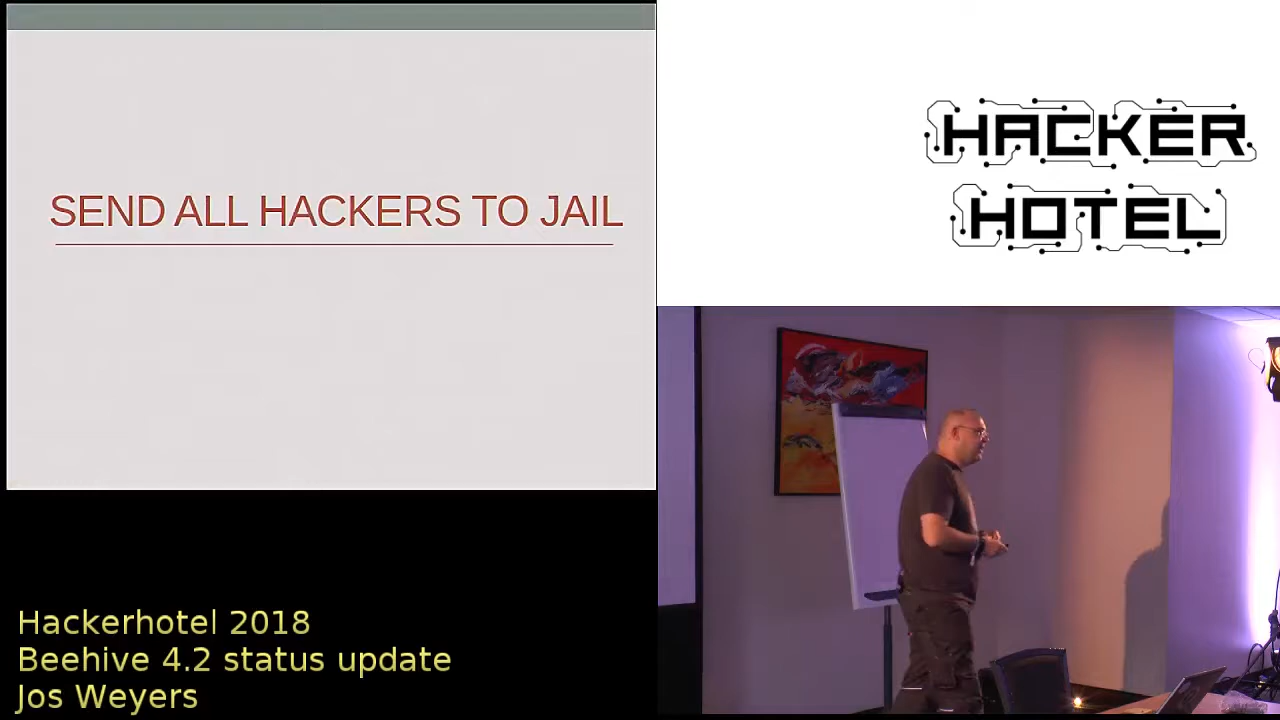 SEND ALL HACKERS TO JAIL
HACKER
HOTEL
Hackerhotel 2018
Beehive 4.2 status update
Jos Weyers